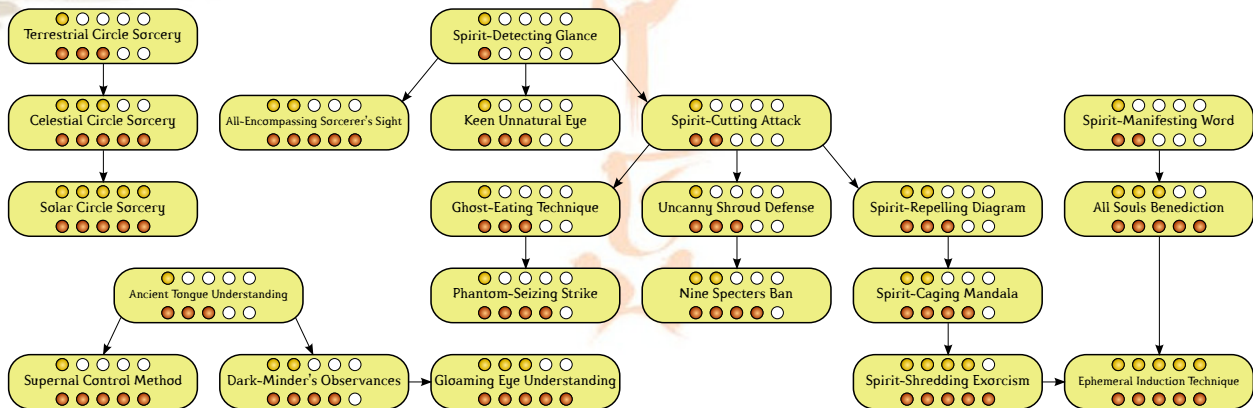 Terrestrial Circle Sorcery
Spirit-Detecting Glance
Celestial Circle Sorcery
All-Encompassing Sorcerer's Sight
Keen Unnatural Eye
Spirit-Cutting Attack
Spirit-Manifesting Word
Solar Circle Sorcery
Ghost-Eating Technique
Uncanny Shroud Defense
Spirit-Repelling Diagram
All Souls Benediction
Ancient Tongue Understanding
Phantom-Seizing Strike
Nine Specters Ban
Spirit-Caging Mandala
Supernal Control Method
Dark-Minder's Observances
Gloaming Eye Understanding
Spirit-Shredding Exorcism
Ephemeral Induction Technique